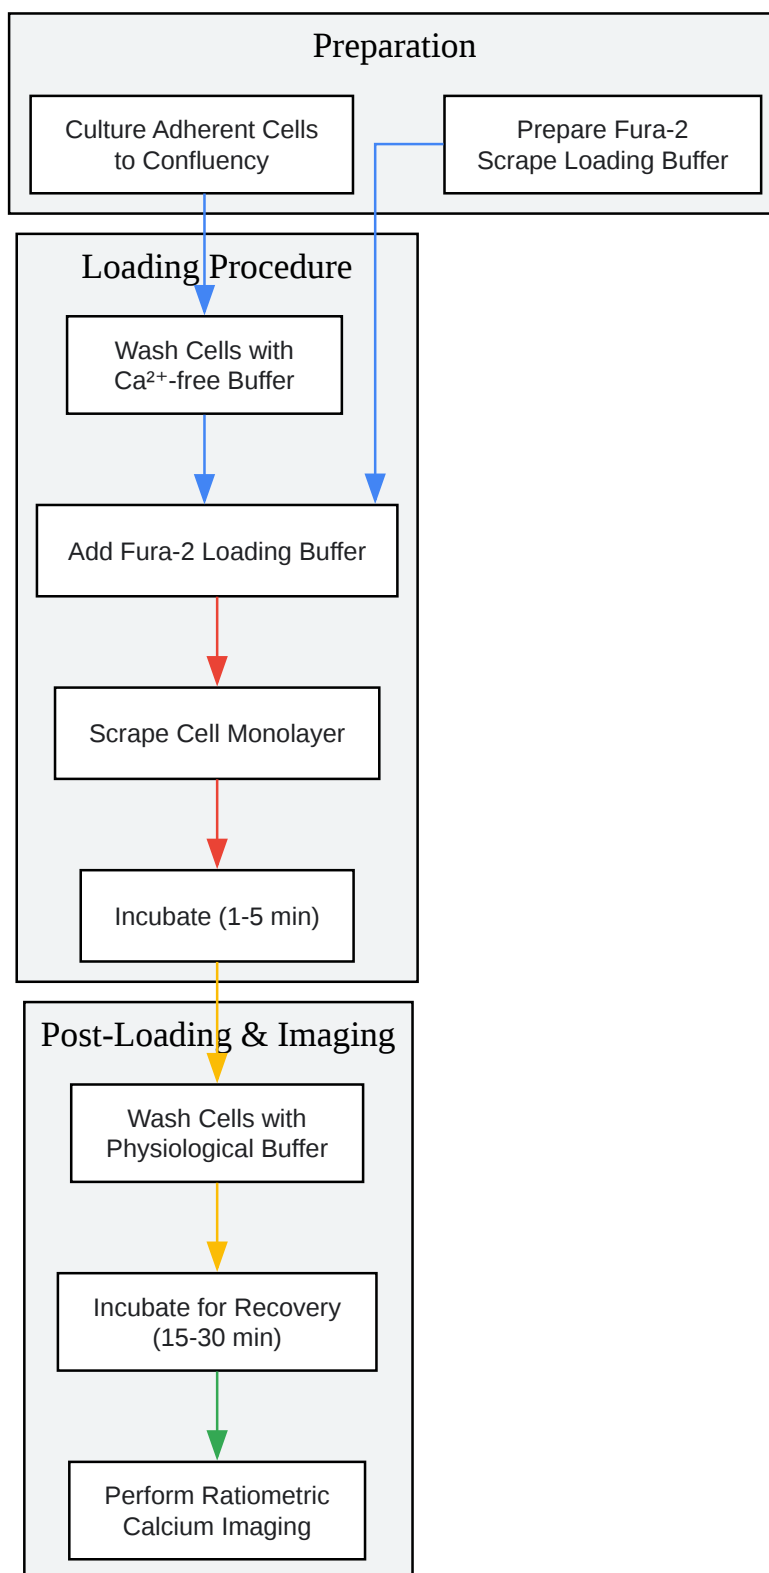 Preparation
Culture Adherent Cells
to Confluency
Prepare Fura-2
Scrape Loading Buffer
Loading Procedure
Wash Cells with
Ca²⁺-free Buffer
Add Fura-2 Loading Buffer
Scrape Cell Monolayer
Incubate (1-5 min)
Post-Loading & Imaging
Wash Cells with
Physiological Buffer
Incubate for Recovery
(15-30 min)
Perform Ratiometric
Calcium Imaging